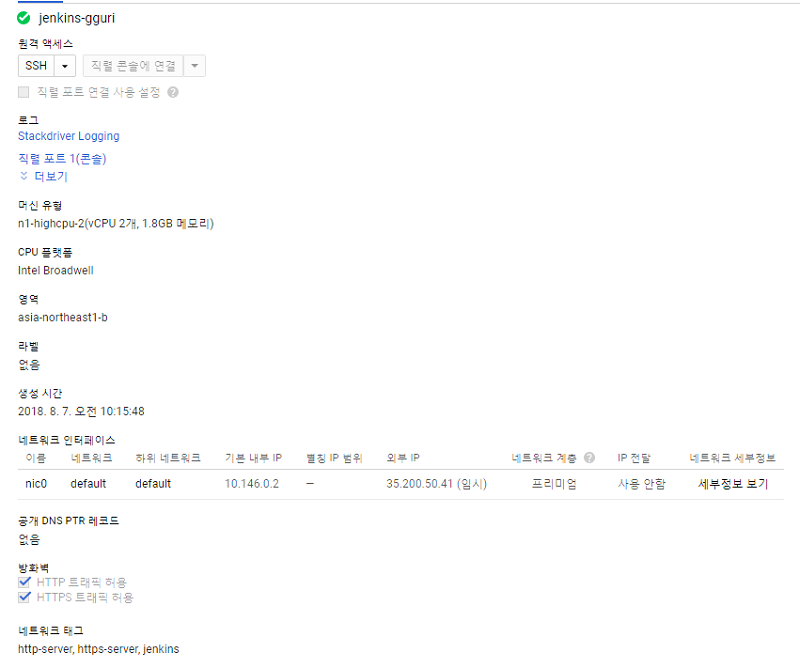 jenkins-gguri
원격 액세스
SSH 직렬 콘솔에 연결
직렬 포트 연결 사용 설정 ?
로그
Stackdriver Logging
직렬 포트 1(콘솔)
더보기
머신 유형
n1-highcpu-2(vCPU 2개, 1.8GB 메모리)
CPU 플랫폼
Intel Broadwell
영역
asia-northeast1-b
라벨
없음
생성 시간
2018. 8. 7. 오전 10:15:48
네트워크 인터페이스
이름 네트워크 하위 네트워크 기본 내부 IP 별칭 IP 범위 외부 IP 네트워크 계층 ? IP 전달 네트워크 세부정보
nic0 default default 10.146.0.2 — 35.200.50.41 (임시) 프리미엄 사용 안함 세부정보 보기
공개 DNS PTR 레코드
없음
방화벽
HTTP 트래픽 허용
HTTPS 트래픽 허용
네트워크 태그
http-server, https-server, jenkins